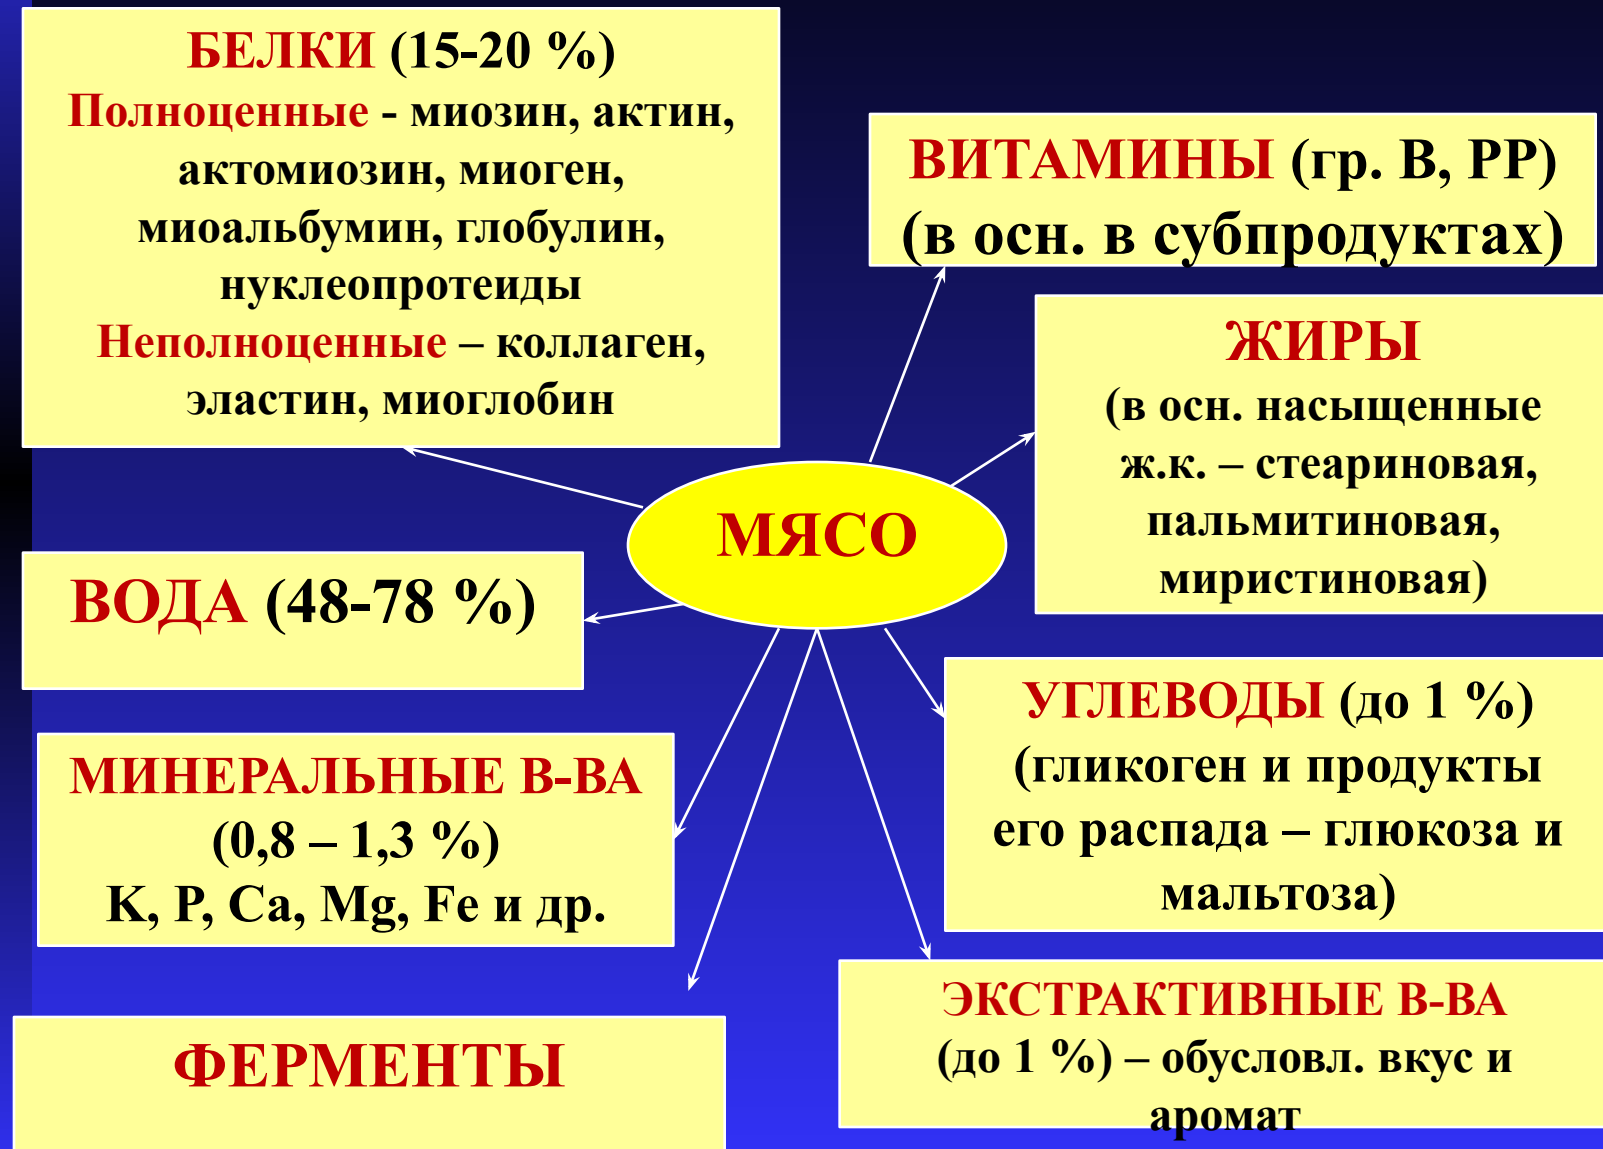 БЕЛКИ (15-20 %)
Полноценные - миозин, актин,
актомиозин, миоген,
миоальбумин, глобулин,
нуклеопротеиды
Неполноценные – коллаген,
эластин, миоглобин
ВИТАМИНЫ (гр. В, РР)
(в осн. в субпродуктах)
ЖИРЫ
(в осн. насыщенные
ж.к. – стеариновая,
пальмитиновая,
миристиновая)
МЯСО
ВОДА (48-78 %)
УГЛЕВОДЫ (до 1 %)
(гликоген и продукты
его распада – глюкоза и
мальтоза)
МИНЕРАЛЬНЫЕ В-ВА
(0,8 – 1,3 %)
K, P, Ca, Mg, Fe и др.
ФЕРМЕНТЫ
ЭКСТРАКТИВНЫЕ В-ВА
(до 1 %) – обусловл. вкус и
аромат